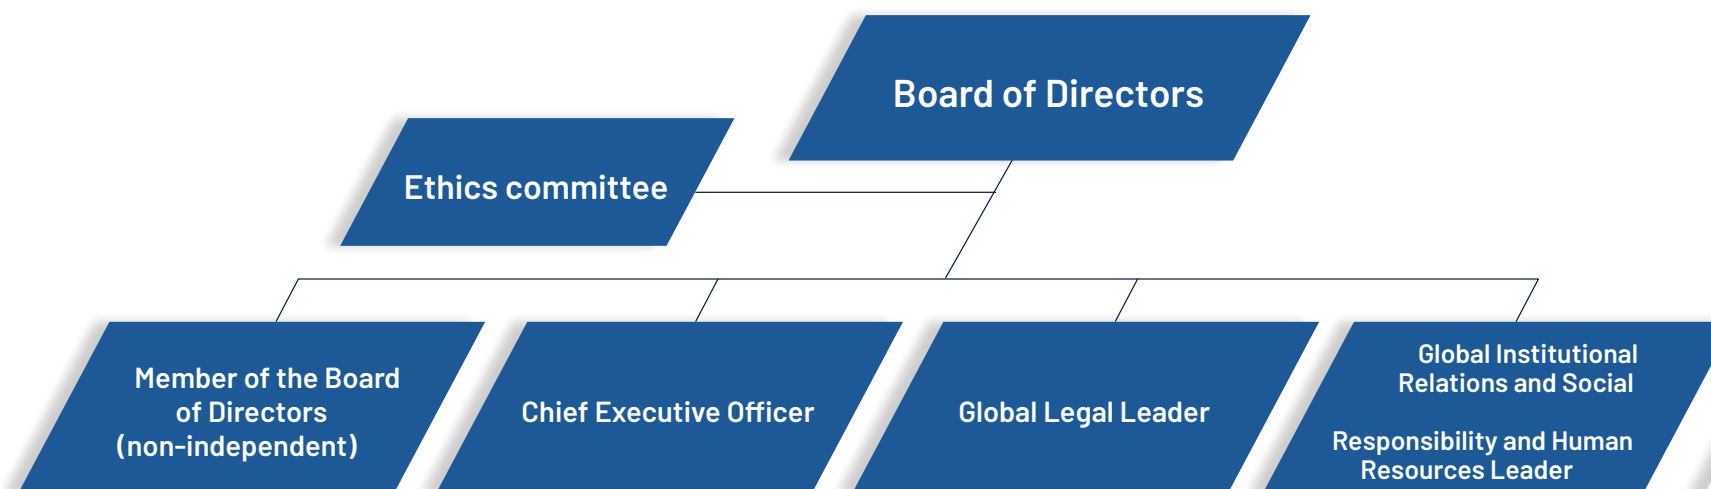 Board of Directors
Ethics committee
Member of the Board
of Directors
(non-independent)
Chief Executive Officer
Global Legal Leader
Global Institutional
Relations and Social
Responsibility and Human
Resources Leader